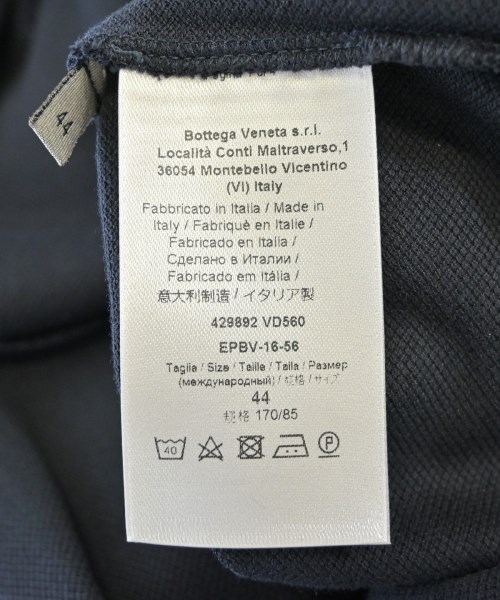 44
Bottega Veneta s.r.l.
Località Conti Maltraverso,1
36054 Montebello Vicentino
(VI) Italy
Fabbricato in Italia / Made in
Italy / Fabriqué en Italie /
Fabricado en Italia /
Сделано в Италии /
Fabricado em Itália /
意大利制造 / イタリア製
429892 VD560
EPBV-16-56
Taglia / Size / Taille / Talla / Размер
(международный) / 规格 / サイズ
44
规格 170/85
40
P